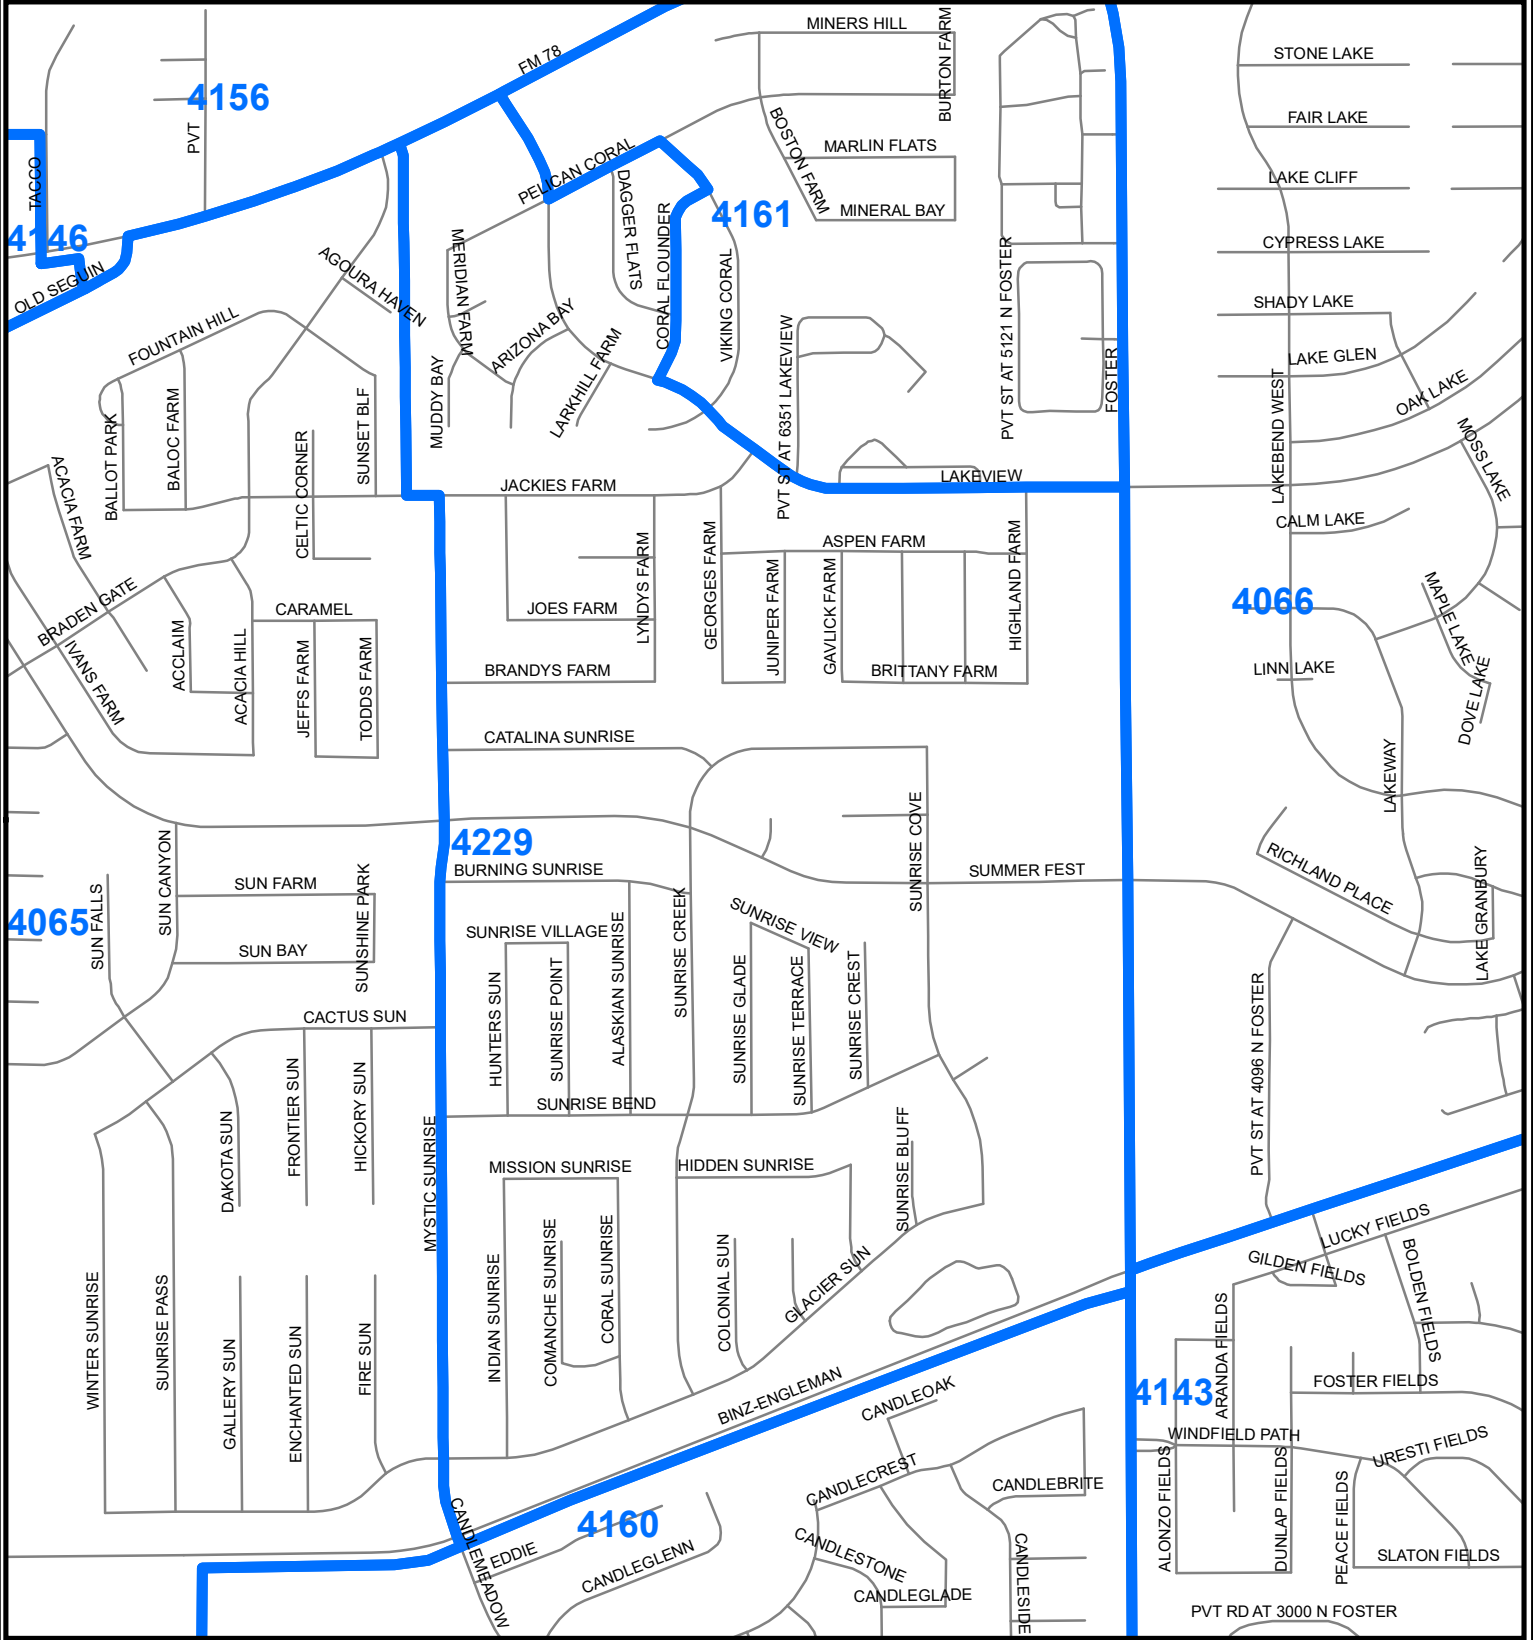 MINERS HILL
BURTON FARM
STONE LAKE
FM 78
4156
PVT
BOSTON FARM
FAIR LAKE
MARLIN FLATS
PELICAN CORAL
TACCO
DAGGER FLATS
LAKE CLIFF
CORAL FLOUNDER
4161
MINERAL BAY
4146
AGOURA HAVEN
MERIDIAN FARM
VIKING CORAL
PVT ST AT 5121 N FOSTER
CYPRESS LAKE
OLD SEGUIN
FOUNTAIN HILL
ARIZONA BAY
LARKHILL FARM
PVT ST AT 6351 LAKEVIEW
SHADY LAKE
FOSTER
LAKE GLEN
LAKEBEND WEST
OAK LAKE
BALLOT PARK
BALOC FARM
SUNSET BLF
MUDDY BAY
MOSS LAKE
ACACIA FARM
CELTIC CORNER
JACKIES FARM
LAKEVIEW
CALM LAKE
GEORGES FARM
ASPEN FARM
HIGHLAND FARM
LYNDYS FARM
JUNIPER FARM
GAVLICK FARM
BRADEN GATE
CARAMEL
JOES FARM
4066
MAPLE LAKE
IVANS FARM
ACCLAIM
ACACIA HILL
JEFFS FARM
TODDS FARM
BRANDYS FARM
BRITTANY FARM
LINN LAKE
DOVE LAKE
CATALINA SUNRISE
LAKEWAY
SUNRISE COVE
4229
BURNING SUNRISE
SUMMER FEST
RICHLAND PLACE
LAKE GRANBURY
4065
SUN FALLS
SUN CANYON
SUN FARM
SUNSHINE PARK
SUN BAY
SUNRISE VILLAGE
ALASKIAN SUNRISE
SUNRISE CREEK
SUNRISE VIEW
HUNTERS SUN
SUNRISE POINT
SUNRISE GLADE
SUNRISE TERRACE
SUNRISE CREST
CACTUS SUN
PVT ST AT 4096 N FOSTER
DAKOTA SUN
FRONTIER SUN
HICKORY SUN
MYSTIC SUNRISE
SUNRISE BEND
MISSION SUNRISE
HIDDEN SUNRISE
SUNRISE BLUFF
LUCKY FIELDS
GILDEN FIELDS
BOLDEN FIELDS
WINTER SUNRISE
SUNRISE PASS
GALLERY SUN
ENCHANTED SUN
FIRE SUN
INDIAN SUNRISE
COMANCHE SUNRISE
CORAL SUNRISE
COLONIAL SUN
GLACIER SUN
ARANDA FIELDS
BINZ-ENGLEMAN
CANDLEOAK
4143
FOSTER FIELDS
WINDFIELD PATH
URESTI FIELDS
CANDLECREST
CANDLEBRITE
ALONZO FIELDS
DUNLAP FIELDS
PEACE FIELDS
4160
CANDLEMEADOW
EDDIE
CANDLEGLENN
CANDLESTONE
CANDLEGLADE
CANDLESIDE
SLATON FIELDS
PVT RD AT 3000 N FOSTER